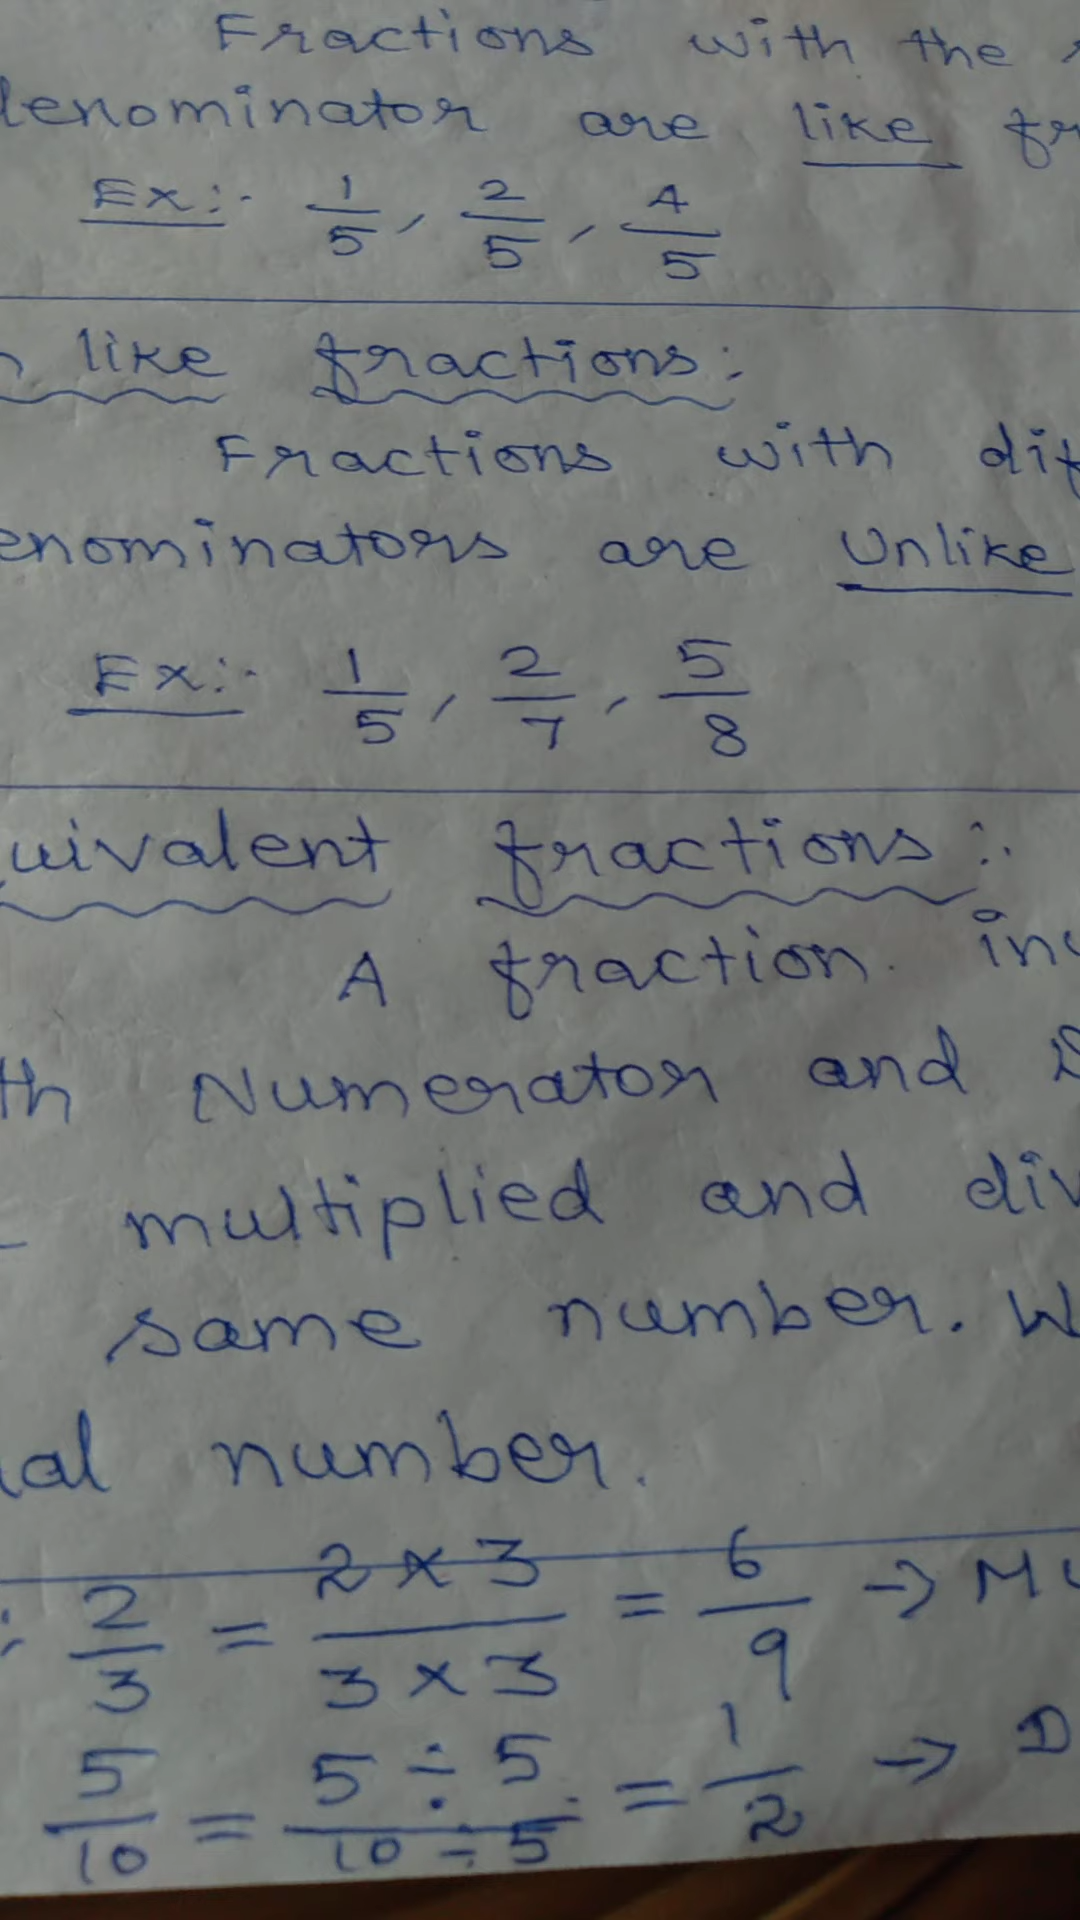 Fractions with the
denominator are like fr
Ex:- 1/5, 2/5, 4/5
like fractions:
Fractions with dif
enominators are Unlike
Ex:- 1/5, 2/7, 5/8
uivalent fractions:-
A fraction in
th Numerator and D
multiplied and div
same number. W
al number.
: 2/3 = 2 × 3 / 3 × 3 = 6/9 → Mu
5/10 = 5 ÷ 5 / 10 ÷ 5 = 1/2 → D